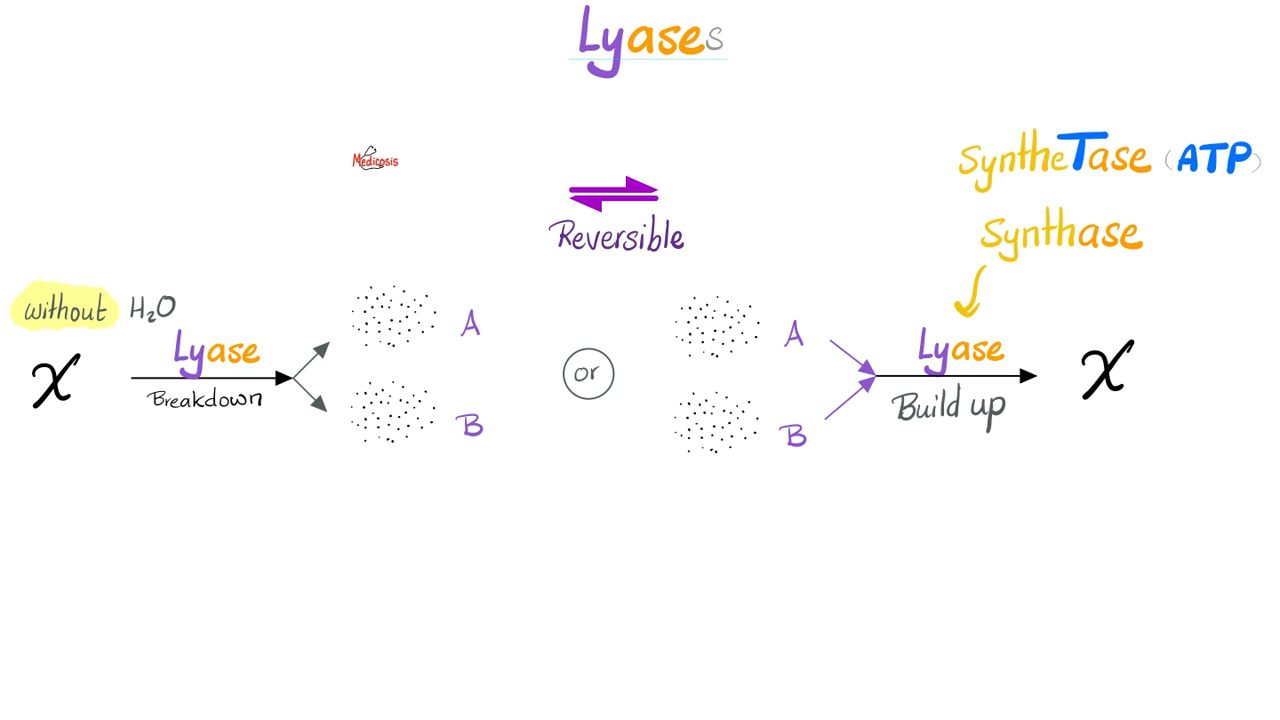 Lyases
Medicosis
SyntheTase (ATP)
Reversible
Synthase
without H₂O
X
Lyase
Breakdown
A
B
or
A
B
Lyase
Build up
X